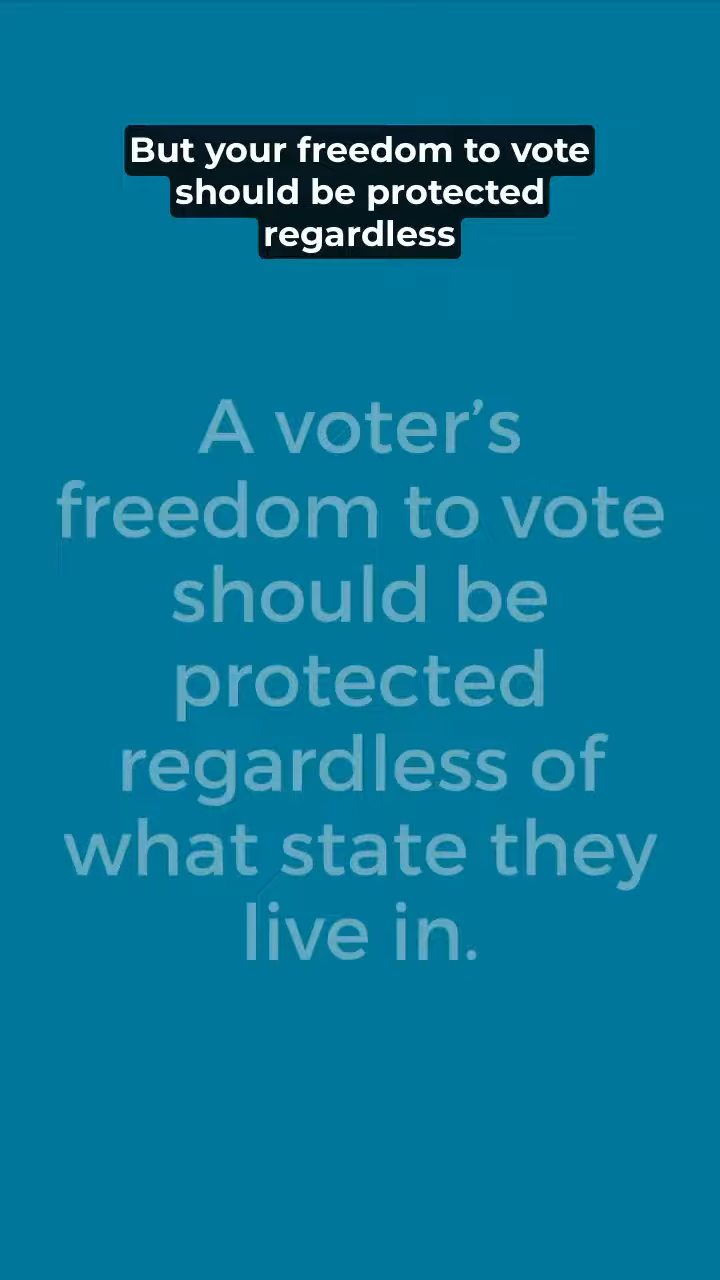 But your freedom to vote
should be protected
regardless
A voter’s
freedom to vote
should be
protected
regardless of
what state they
live in.